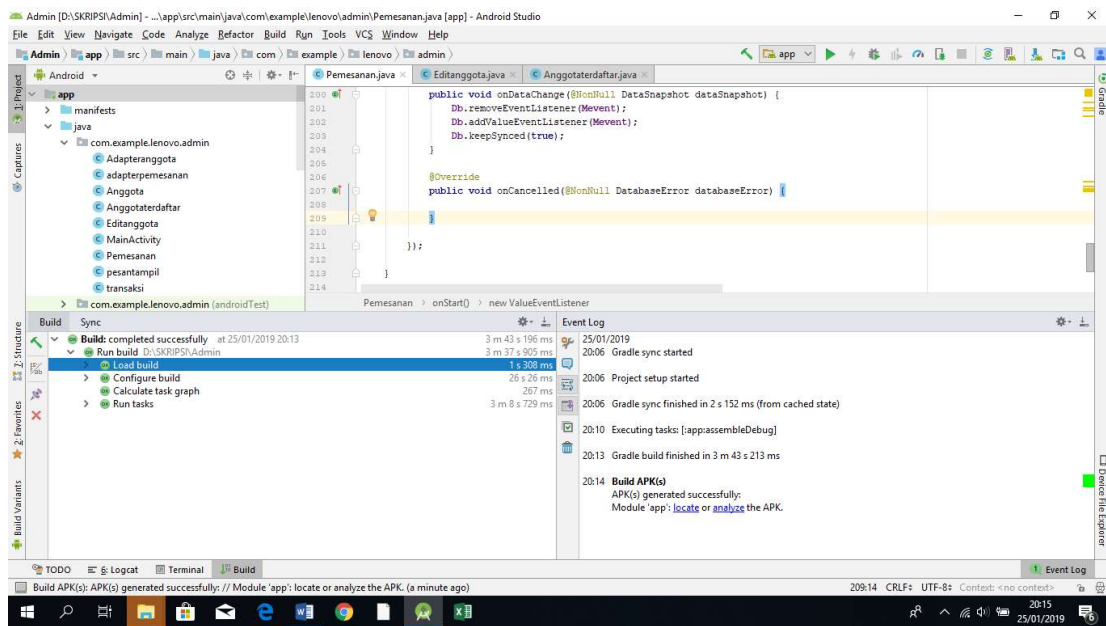 Admin [D:\SKRIPSI\Admin] - ...\app\src\main\java\com\example\lenovo\admin\Pemesanan.java [app] - Android Studio
File Edit View Navigate Code Analyze Refactor Build Run Tools VCS Window Help
Admin app src main java com example lenovo admin
app
Android
Pemesanan.java Editanggota.java Anggotaterdaftar.java
1: Project
Captures
7: Structure
2: Favorites
Build Variants
app
manifests
java
com.example.lenovo.admin
Adapteranggota
adapterpemesanan
Anggota
Anggotaterdaftar
Editanggota
MainActivity
Pemesanan
pesantampil
transaksi
com.example.lenovo.admin (androidTest)
200 public void onDataChange(@NonNull DataSnapshot dataSnapshot) {
201 Db.removeEventListener(Mevent);
202 Db.addValueEventListener(Mevent);
203 Db.keepSynced(true);
204 }
205
206 @Override
207 public void onCancelled(@NonNull DatabaseError databaseError) {
208
209 }
210
211 });
212
213 }
214
Pemesanan > onStart() > new ValueEventListener
Gradle
Device File Explorer
Build Sync
Build: completed successfully at 25/01/2019 20:13 3 m 43 s 196 ms
Run build D:\SKRIPSI\Admin 3 m 37 s 905 ms
Load build 1 s 308 ms
Configure build 26 s 26 ms
Calculate task graph 267 ms
Run tasks 3 m 8 s 729 ms
Event Log
25/01/2019
20:06 Gradle sync started
20:06 Project setup started
20:06 Gradle sync finished in 2 s 152 ms (from cached state)
20:10 Executing tasks: [:app:assembleDebug]
20:13 Gradle build finished in 3 m 43 s 213 ms
20:14 Build APK(s)
APK(s) generated successfully:
Module 'app': locate or analyze the APK.
TODO 6: Logcat Terminal Build 1 Event Log
Build APK(s): APK(s) generated successfully: // Module 'app': locate or analyze the APK. (a minute ago) 209:14 CRLF UTF-8 Context: <no context>
20:15
25/01/2019
6